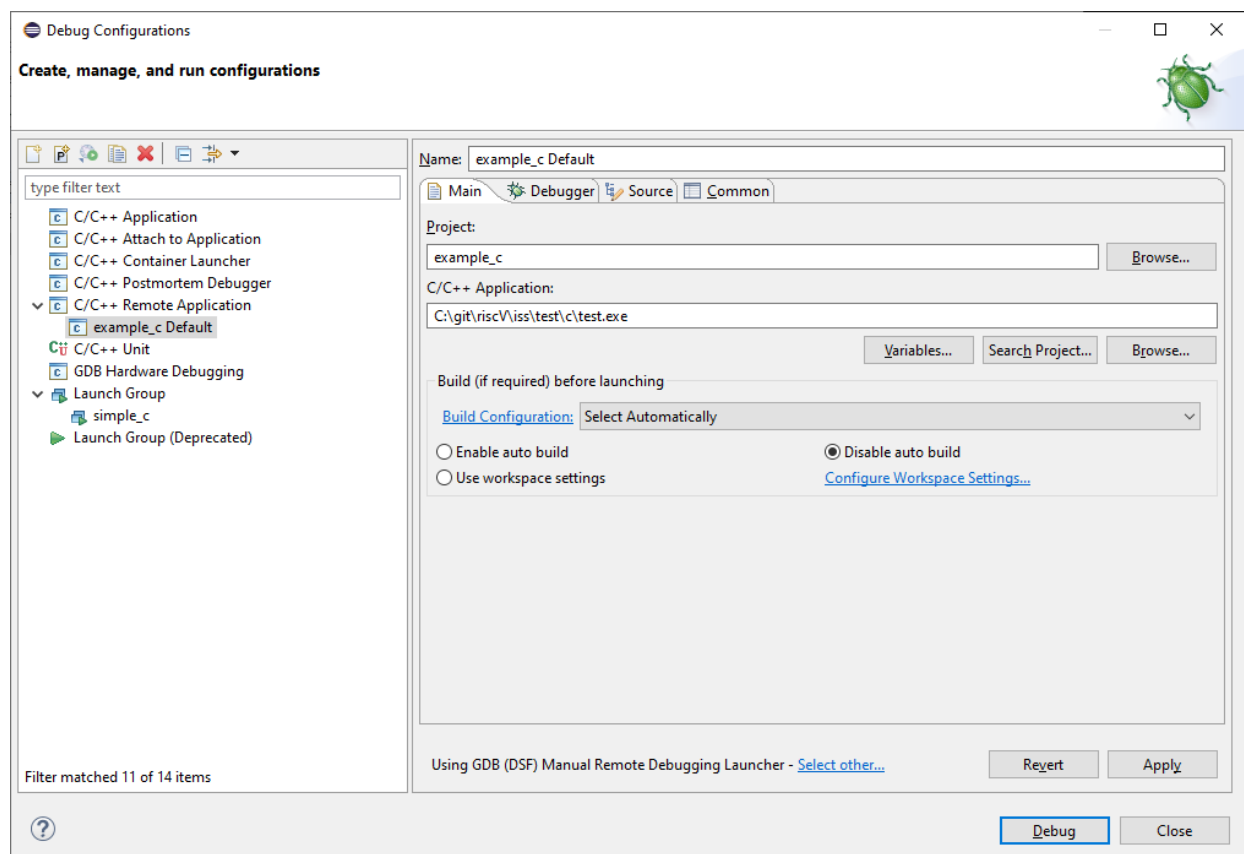 Debug Configurations
Create, manage, and run configurations
type filter text
C/C++ Application
C/C++ Attach to Application
C/C++ Container Launcher
C/C++ Postmortem Debugger
C/C++ Remote Application
example_c Default
C/C++ Unit
GDB Hardware Debugging
Launch Group
simple_c
Launch Group (Deprecated)
Filter matched 11 of 14 items
Name: example_c Default
Main Debugger Source Common
Project:
example_c Browse...
C/C++ Application:
C:\git\riscV\iss\test\c\test.exe
Variables... Search Project... Browse...
Build (if required) before launching
Build Configuration: Select Automatically
Enable auto build Disable auto build
Use workspace settings Configure Workspace Settings...
Using GDB (DSF) Manual Remote Debugging Launcher - Select other... Revert Apply
Debug Close